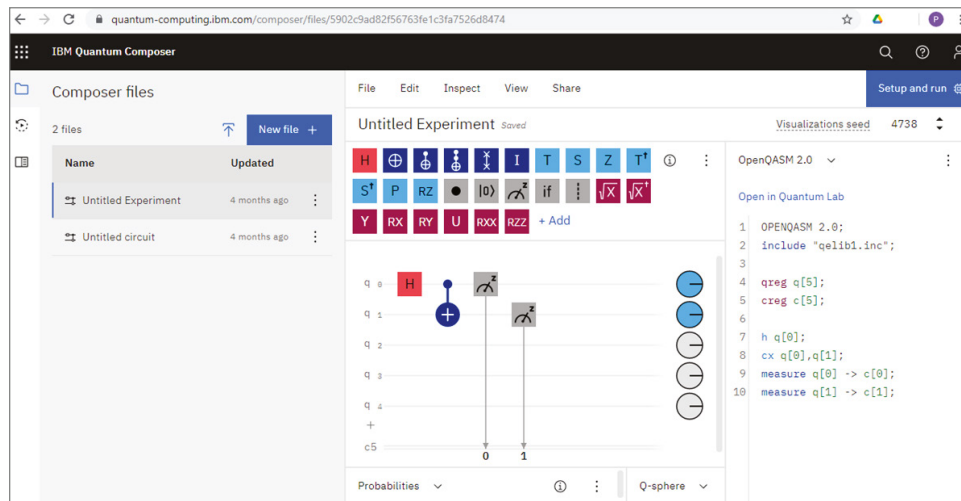 quantum-computing.ibm.com/composer/files/5902c9ad82f56763fe1c3fa7526d8474
P
IBM Quantum Composer
Composer files
2 files
New file +
Name Updated
Untitled Experiment 4 months ago
Untitled circuit 4 months ago
File Edit Inspect View Share
Setup and run
Untitled Experiment Saved
Visualizations seed 4738
H I T S Z T†
S† P RZ |0⟩ z if √X √X†
Y RX RY U RXX RZZ + Add
q 0 H z
q 1 + z
q 2
q 3
q 4
+
c5
0 1
Probabilities
Q-sphere
OpenQASM 2.0
Open in Quantum Lab
1 OPENQASM 2.0;
2 include "qelib1.inc";
3
4 qreg q[5];
5 creg c[5];
6
7 h q[0];
8 cx q[0],q[1];
9 measure q[0] -> c[0];
10 measure q[1] -> c[1];